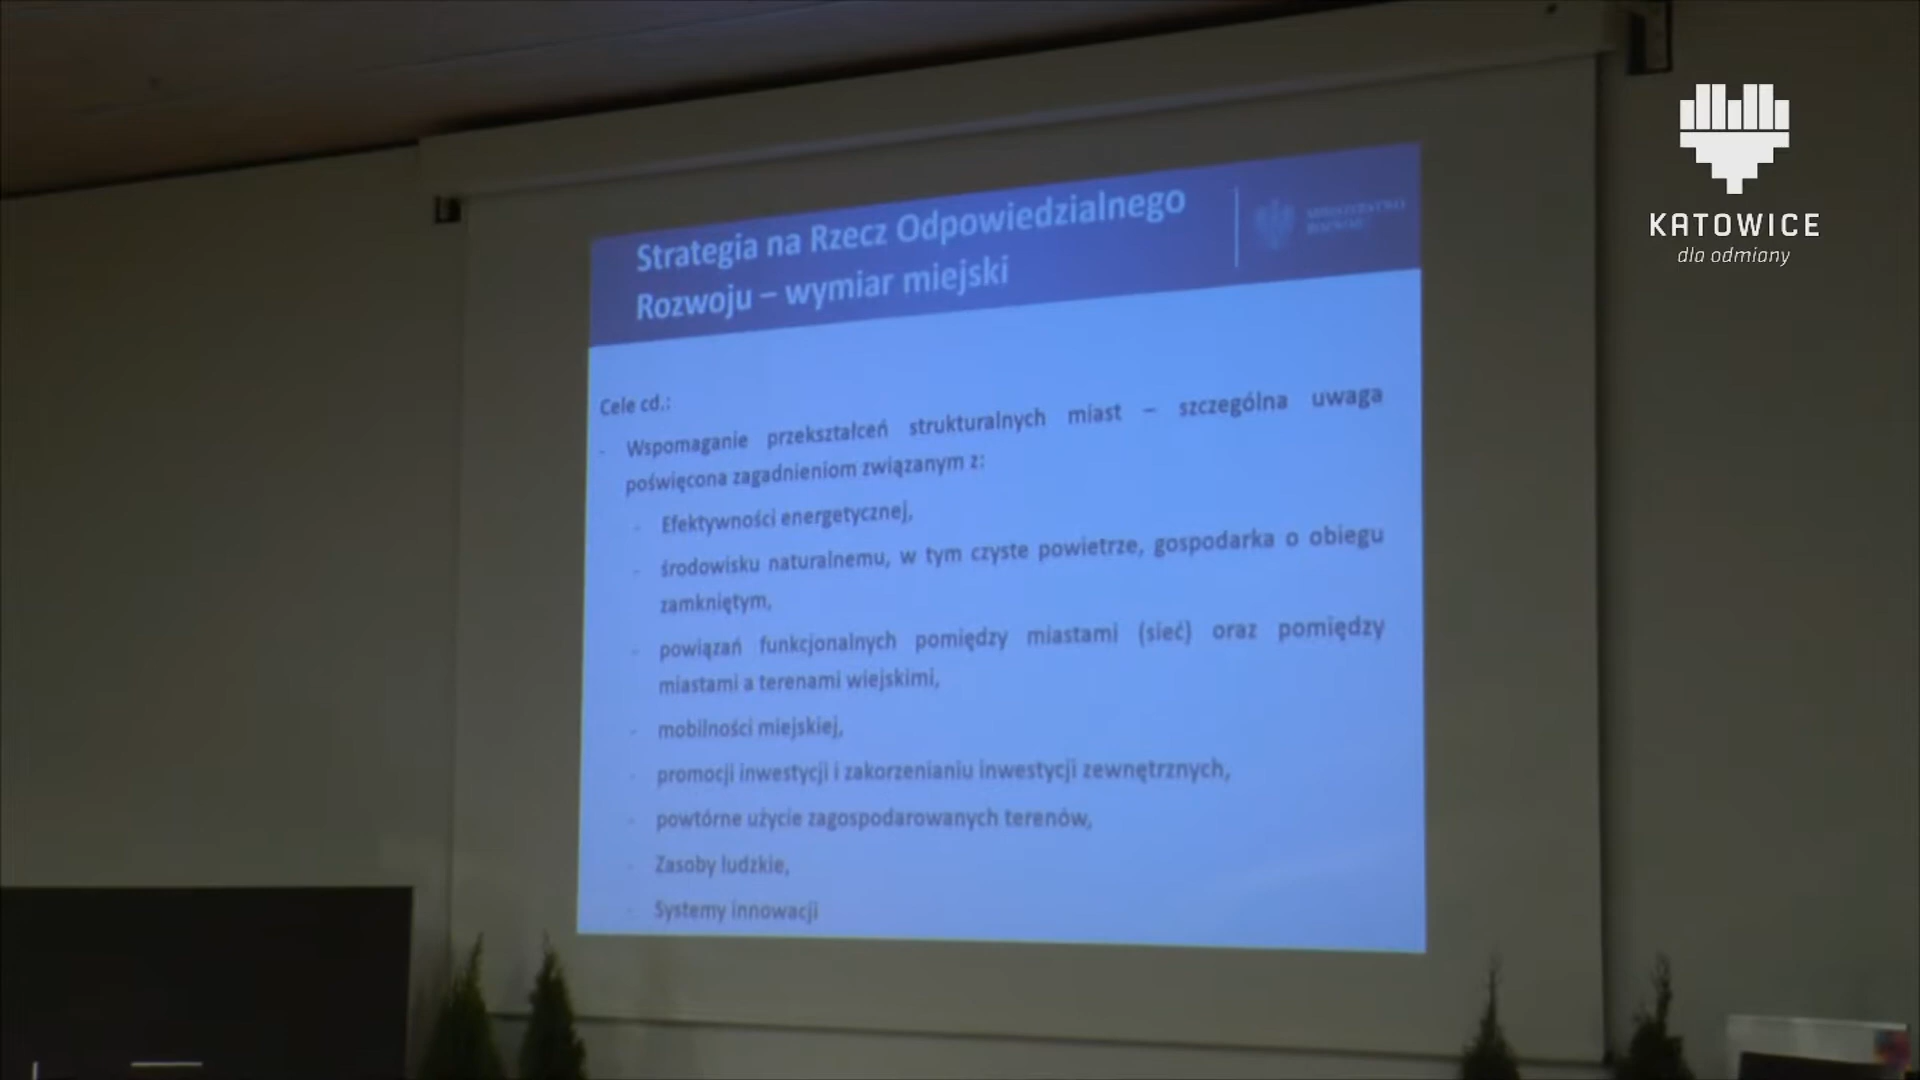 Strategia na Rzecz Odpowiedzialnego
Rozwoju – wymiar miejski
MINISTERSTWO
ROZWOJU
KATOWICE
dla odmiany
Cele cd.:
- Wspomaganie przekształceń strukturalnych miast – szczególna uwaga
poświęcona zagadnieniom związanym z:
- Efektywności energetycznej,
- środowisku naturalnemu, w tym czyste powietrze, gospodarka o obiegu
zamkniętym,
- powiązań funkcjonalnych pomiędzy miastami (sieć) oraz pomiędzy
miastami a terenami wiejskimi,
- mobilności miejskiej,
- promocji inwestycji i zakorzenianiu inwestycji zewnętrznych,
- powtórne użycie zagospodarowanych terenów,
- Zasoby ludzkie,
- Systemy innowacji